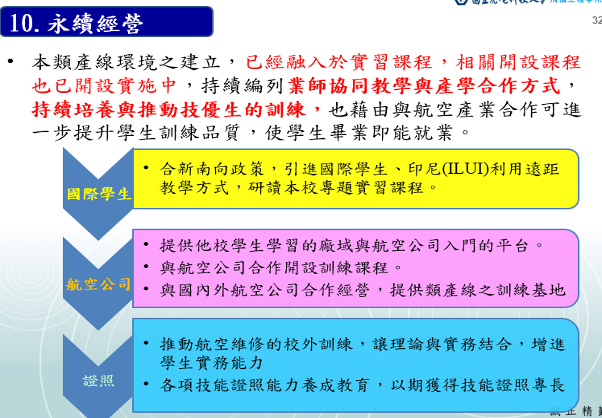 10. 永續經營
32
• 本類產線環境之建立，已經融入於實習課程，相關開設課程
也已開設實施中，持續編列業師協同教學與產學合作方式，
持續培養與推動技優生的訓練，也藉由與航空產業合作可進
一步提升學生訓練品質，使學生畢業即能就業。
國際學生
• 合新南向政策，引進國際學生、印尼(ILUI)利用遠距
教學方式，研讀本校專題實習課程。
航空公司
• 提供他校學生學習的廠域與航空公司入門的平台。
• 與航空公司合作開設訓練課程。
• 與國內外航空公司合作經營，提供類產線之訓練基地
證照
• 推動航空維修的校外訓練，讓理論與實務結合，增進
學生實務能力
• 各項技能證照能力養成教育，以期獲得技能證照專長